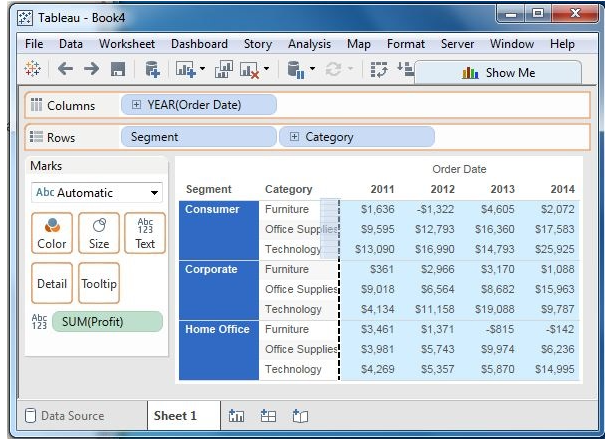 Tableau - Book4
File Data Worksheet Dashboard Story Analysis Map Format Server Window Help
Show Me
Columns YEAR(Order Date)
Rows Segment Category
Marks
Abc Automatic
Color Size Abc 123 Text
Detail Tooltip
Abc 123 SUM(Profit)
Order Date
Segment Category 2011 2012 2013 2014
Consumer Furniture $1,636 -$1,322 $4,605 $2,072
Office Supplies $9,595 $12,793 $16,360 $17,583
Technology $13,090 $16,990 $14,793 $25,925
Corporate Furniture $361 $2,966 $3,170 $1,088
Office Supplies $9,018 $6,564 $8,682 $15,963
Technology $4,134 $11,158 $19,088 $9,787
Home Office Furniture $3,461 $1,371 -$815 -$142
Office Supplies $3,981 $5,743 $9,974 $6,236
Technology $4,269 $5,357 $5,870 $14,995
Data Source Sheet 1